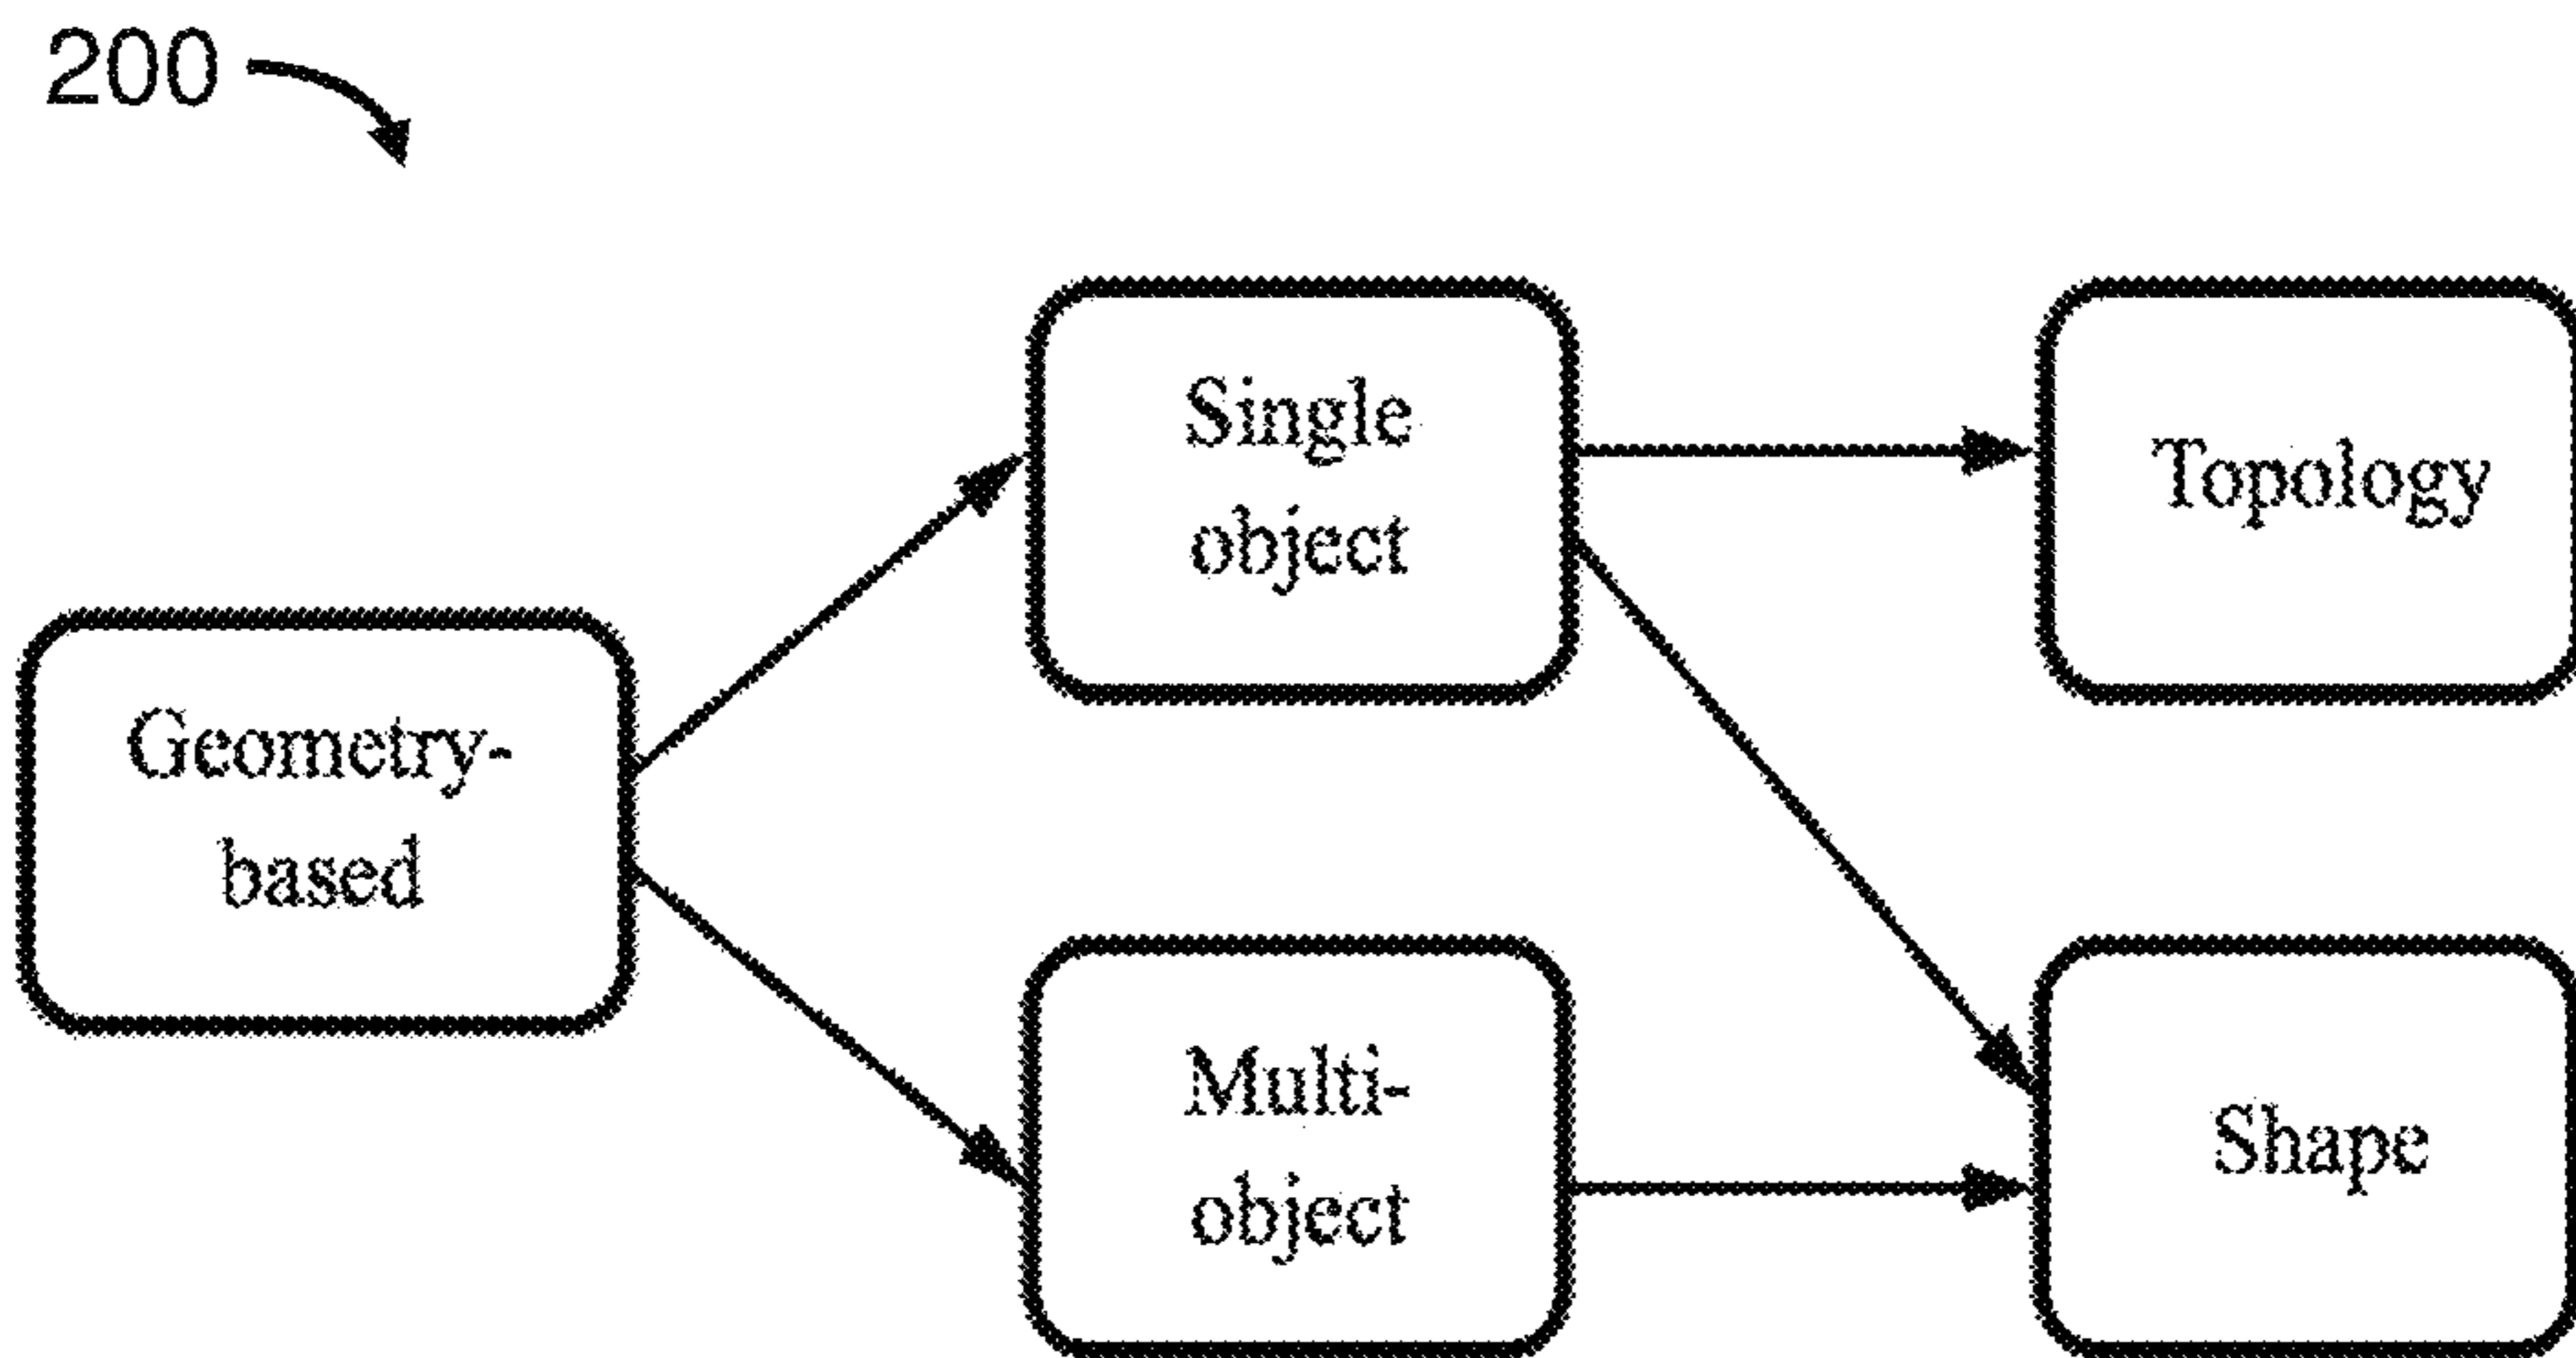 200
Single
object
Topology
Geometry-
based
Multi-
object
Shape